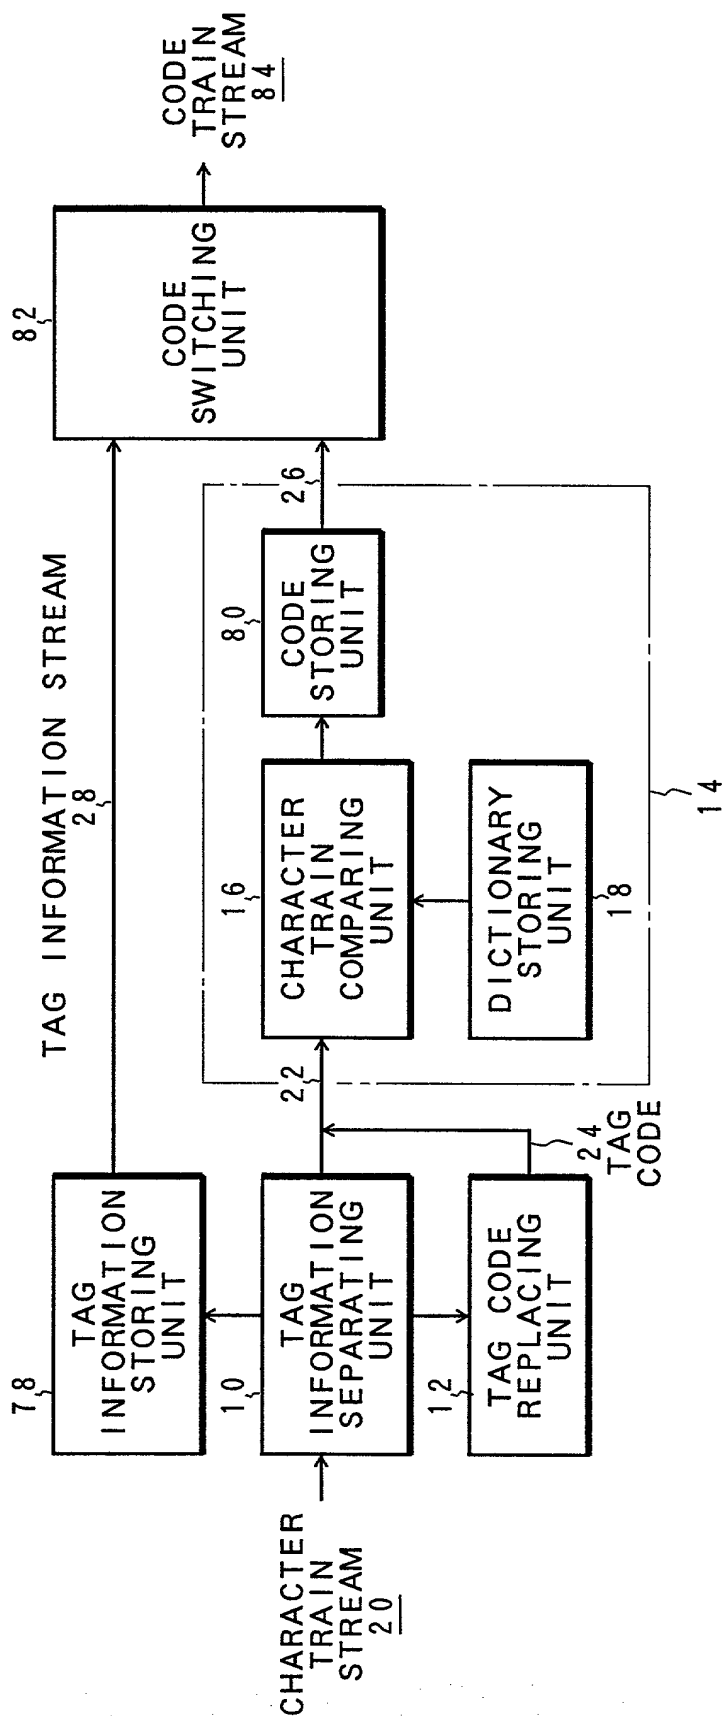 CHARACTER
TRAIN
STREAM
20
78
TAG
INFORMATION
STORING
UNIT
10
TAG
INFORMATION
SEPARATING
UNIT
12
TAG CODE
REPLACING
UNIT
24
TAG
CODE
22
TAG INFORMATION STREAM
28
16
CHARACTER
TRAIN
COMPARING
UNIT
DICTIONARY
STORING
UNIT
18
14
80
CODE
STORING
UNIT
26
82
CODE
SWITCHING
UNIT
CODE
TRAIN
STREAM
84